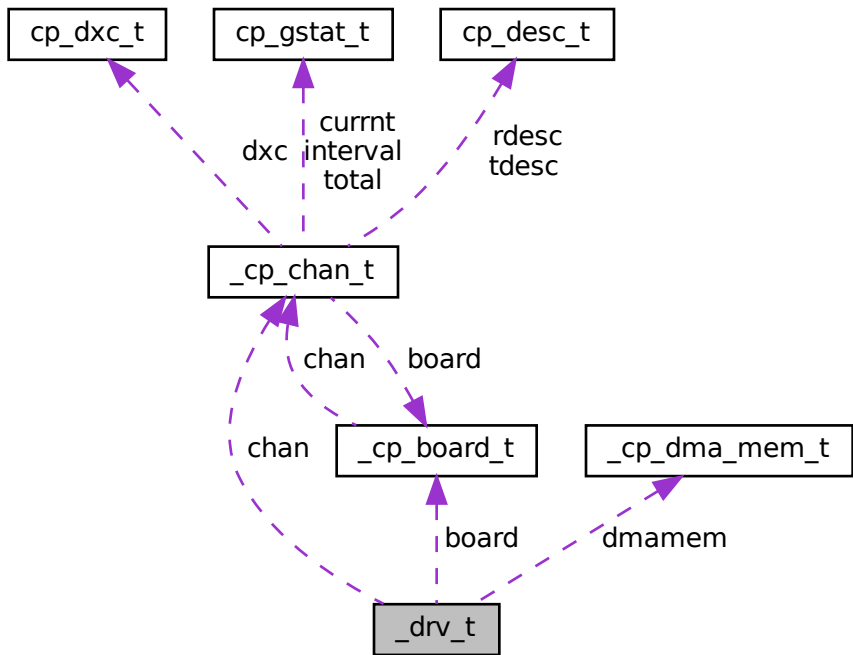 cp_dxc_t
cp_gstat_t
cp_desc_t
dxc
currnt
interval
total
rdesc
tdesc
_cp_chan_t
chan
board
chan
_cp_board_t
_cp_dma_mem_t
board
dmamem
_drv_t